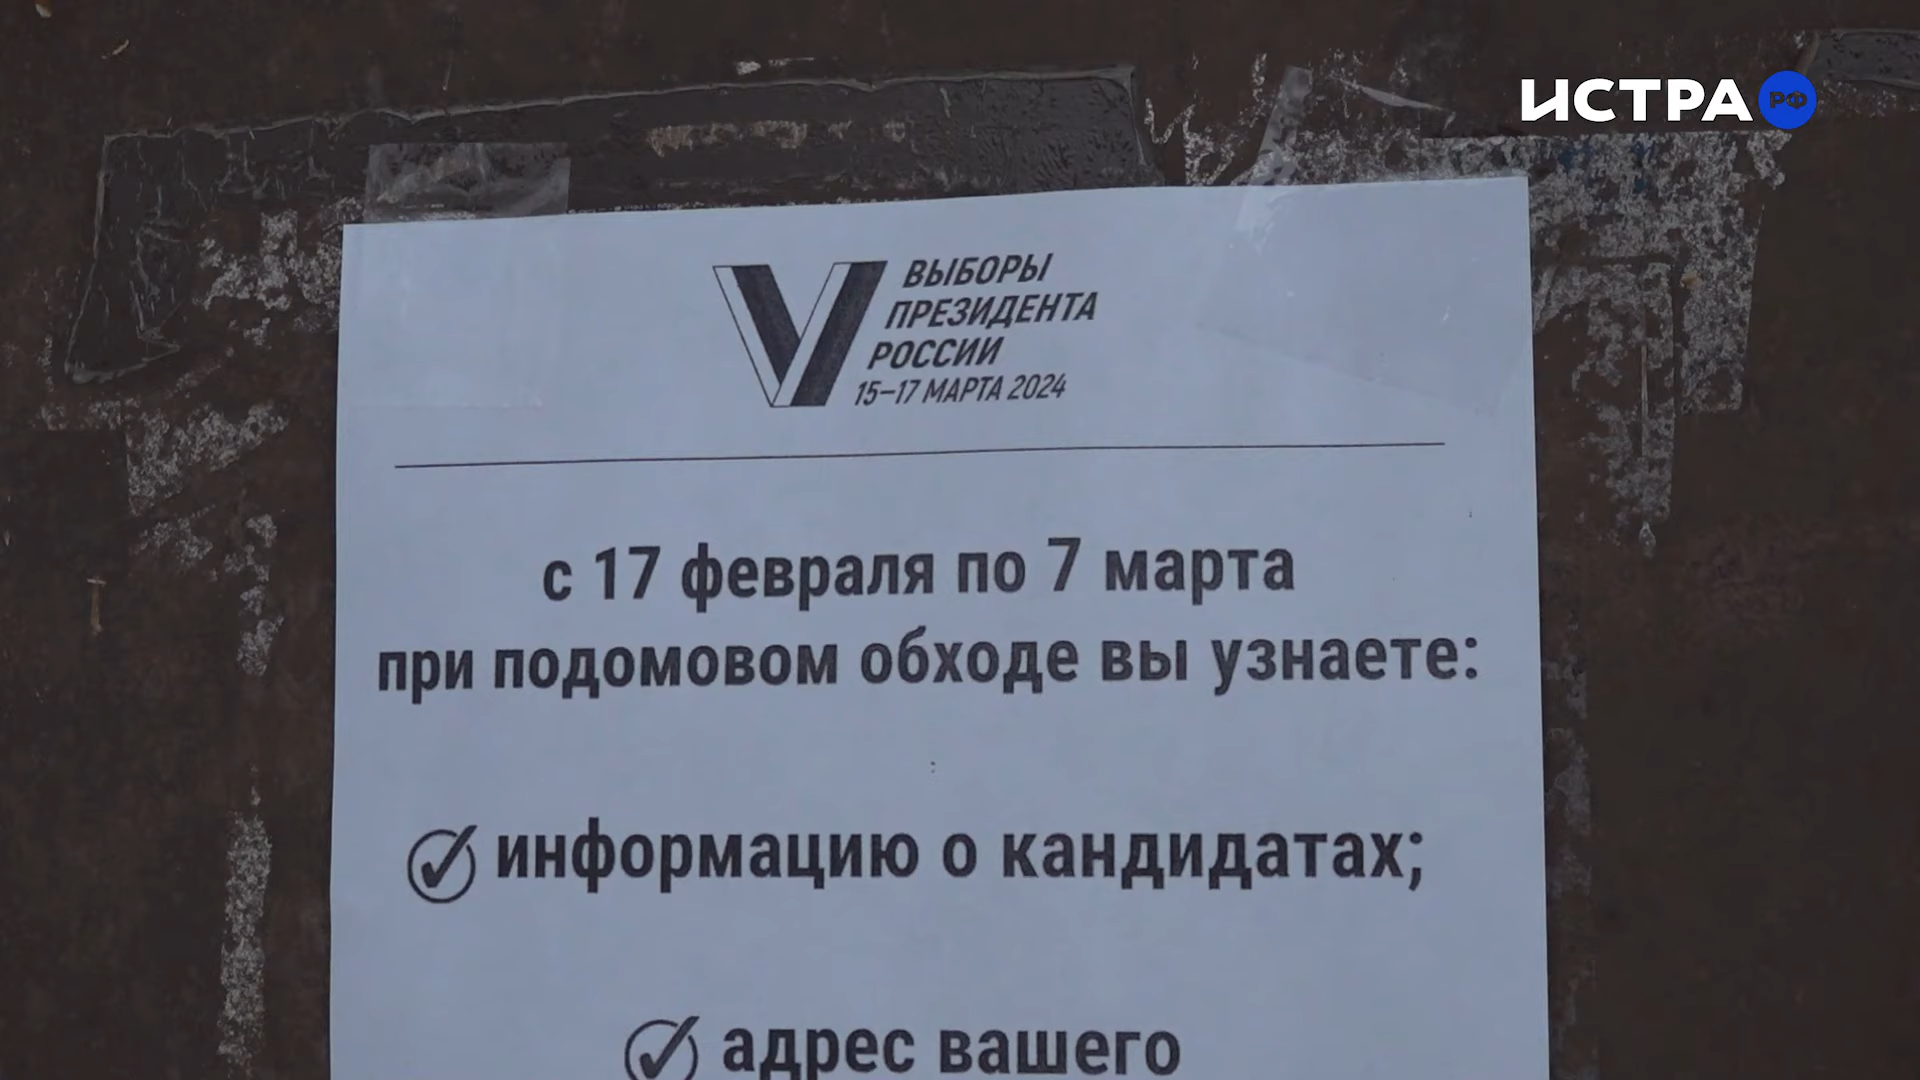 ИСТРА РФ
ВЫБОРЫ
ПРЕЗИДЕНТА
РОССИИ
15–17 МАРТА 2024
с 17 февраля по 7 марта
при подомовом обходе вы узнаете:
информацию о кандидатах;
адрес вашего